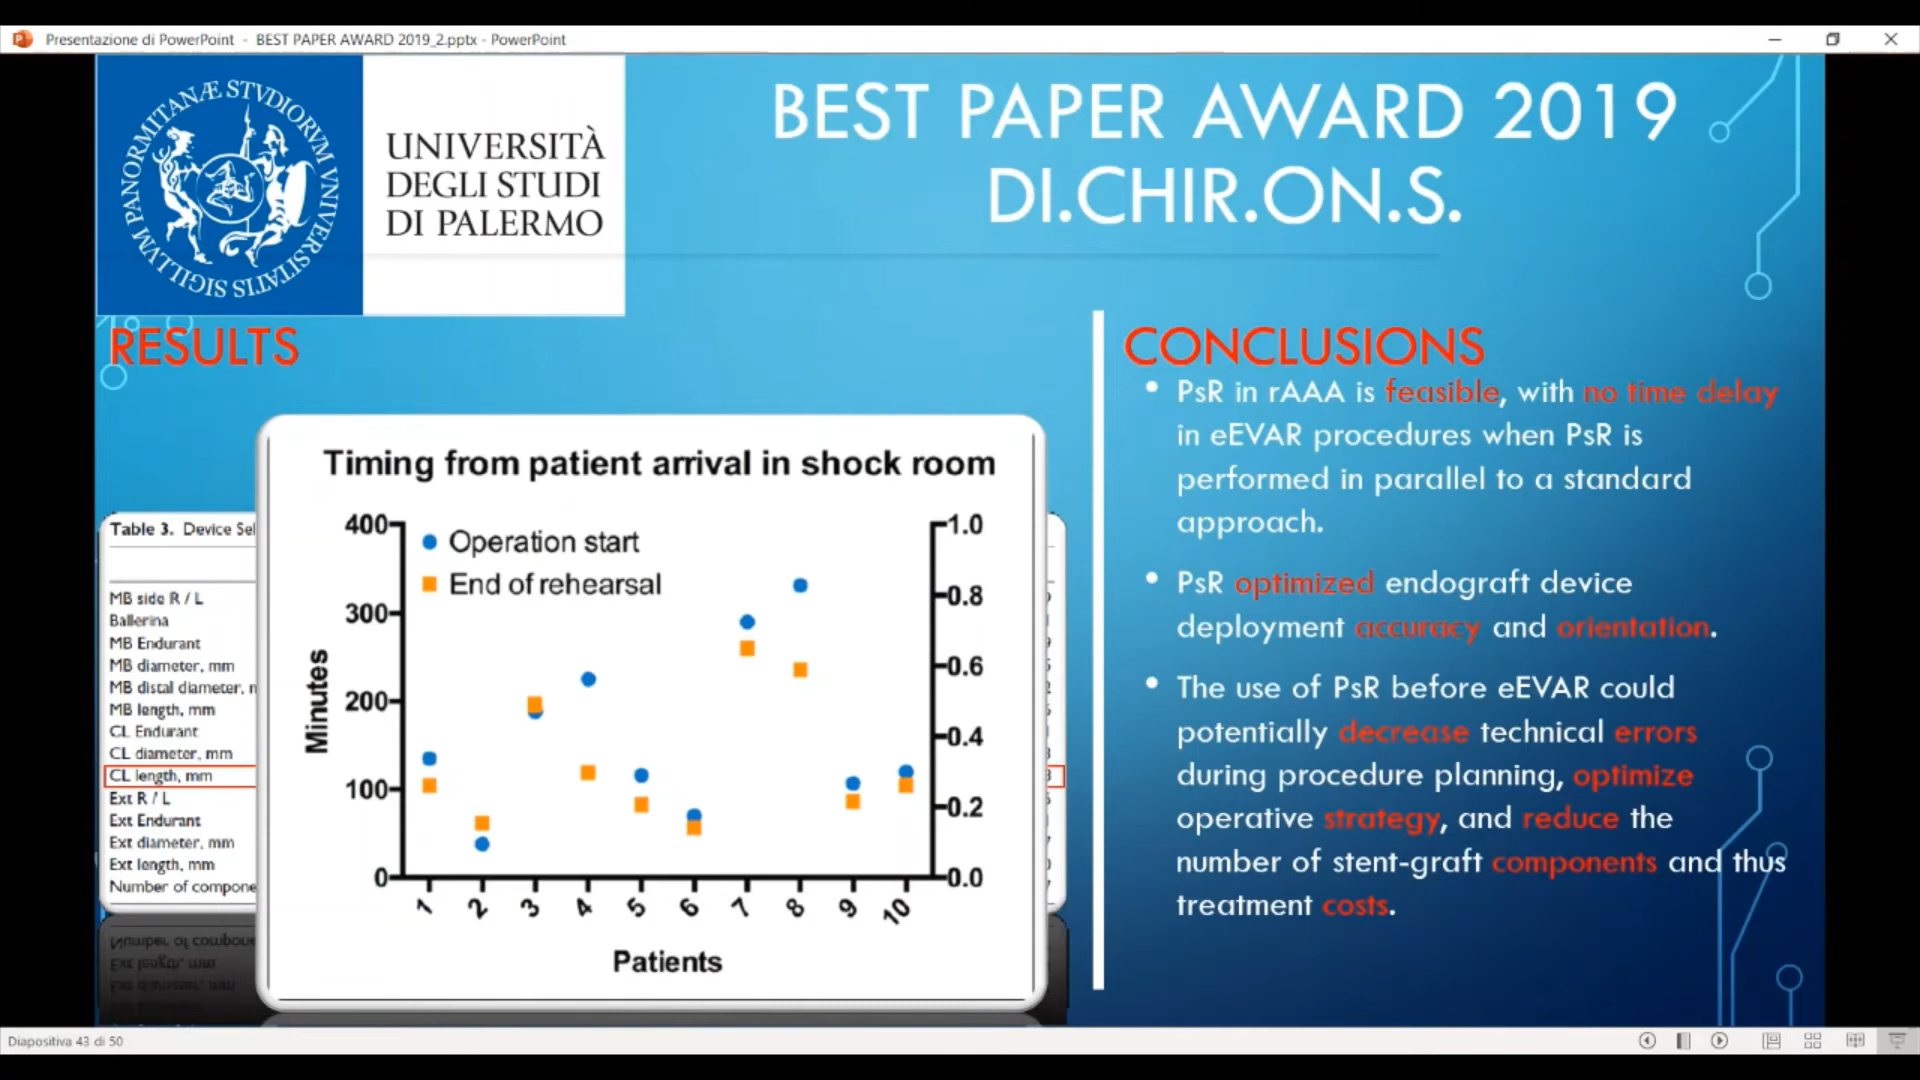 Presentazione di PowerPoint - BEST PAPER AWARD 2019_2.pptx - PowerPoint
SIGILLVM PANORMITANÆ STVDIORVM VNIVERSITATIS
UNIVERSITÀ
DEGLI STUDI
DI PALERMO
BEST PAPER AWARD 2019
DI.CHIR.ON.S.
RESULTS
Table 3. Device Sel
MB side R / L
Ballerina
MB Endurant
MB diameter, mm
MB distal diameter,
MB length, mm
CL Endurant
CL diameter, mm
CL length, mm
Ext R / L
Ext Endurant
Ext diameter, mm
Ext length, mm
Number of compone
Timing from patient arrival in shock room
Operation start
End of rehearsal
400
300
200
100
0
Minutes
1.0
0.8
0.6
0.4
0.2
0.0
1 2 3 4 5 6 7 8 9 10
Patients
CONCLUSIONS
• PsR in rAAA is feasible, with no time delay
in eEVAR procedures when PsR is
performed in parallel to a standard
approach.
• PsR optimized endograft device
deployment accuracy and orientation.
• The use of PsR before eEVAR could
potentially decrease technical errors
during procedure planning, optimize
operative strategy, and reduce the
number of stent-graft components and thus
treatment costs.
Diapositiva 43 di 50